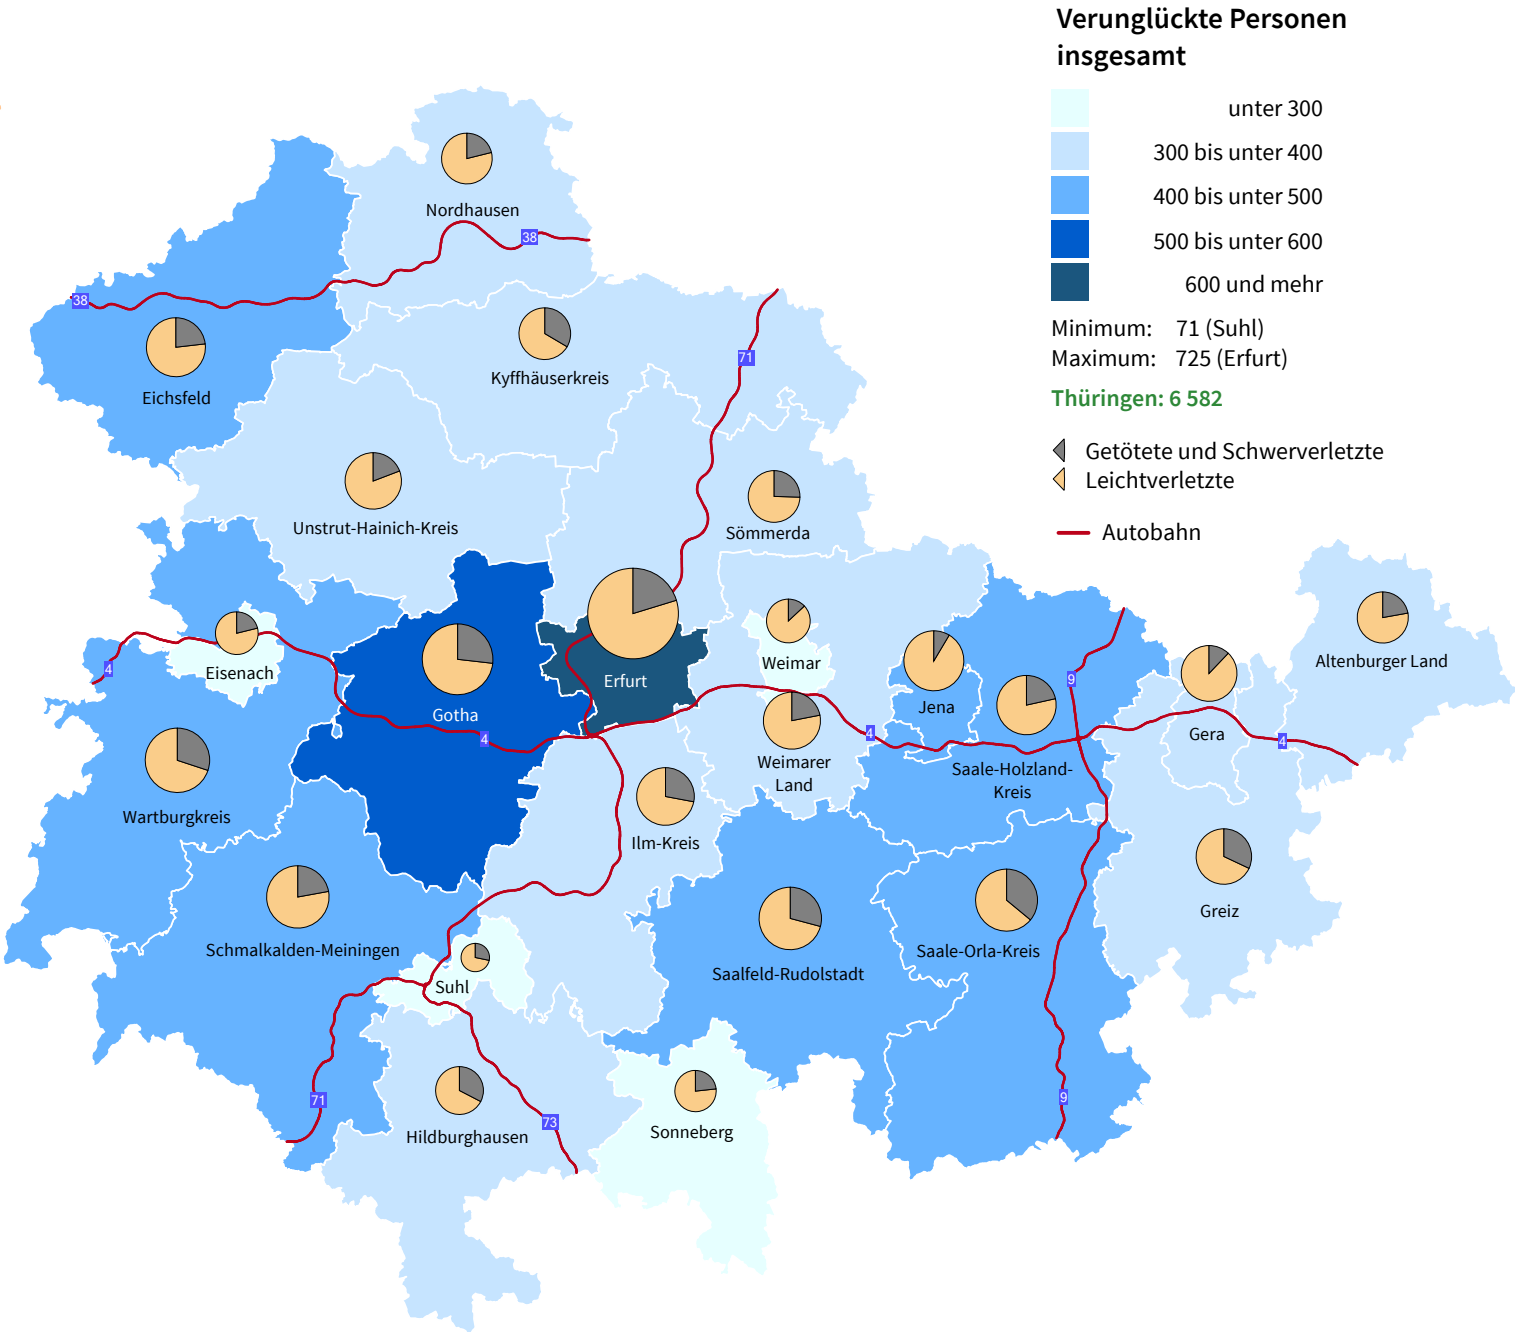 Verunglückte Personen
insgesamt
unter 300
300 bis unter 400
400 bis unter 500
500 bis unter 600
600 und mehr
Minimum: 71 (Suhl)
Maximum: 725 (Erfurt)
Thüringen: 6 582
Getötete und Schwerverletzte
Leichtverletzte
Autobahn
Nordhausen
38
38
Eichsfeld
Kyffhäuserkreis
71
Unstrut-Hainich-Kreis
Sömmerda
Eisenach
4
Gotha
4
Erfurt
Weimar
Weimarer
Land
4
Jena
9
Saale-Holzland-
Kreis
Gera
4
Altenburger Land
Wartburgkreis
Ilm-Kreis
Greiz
Schmalkalden-Meiningen
Suhl
Saalfeld-Rudolstadt
Saale-Orla-Kreis
71
Hildburghausen
73
Sonneberg
9